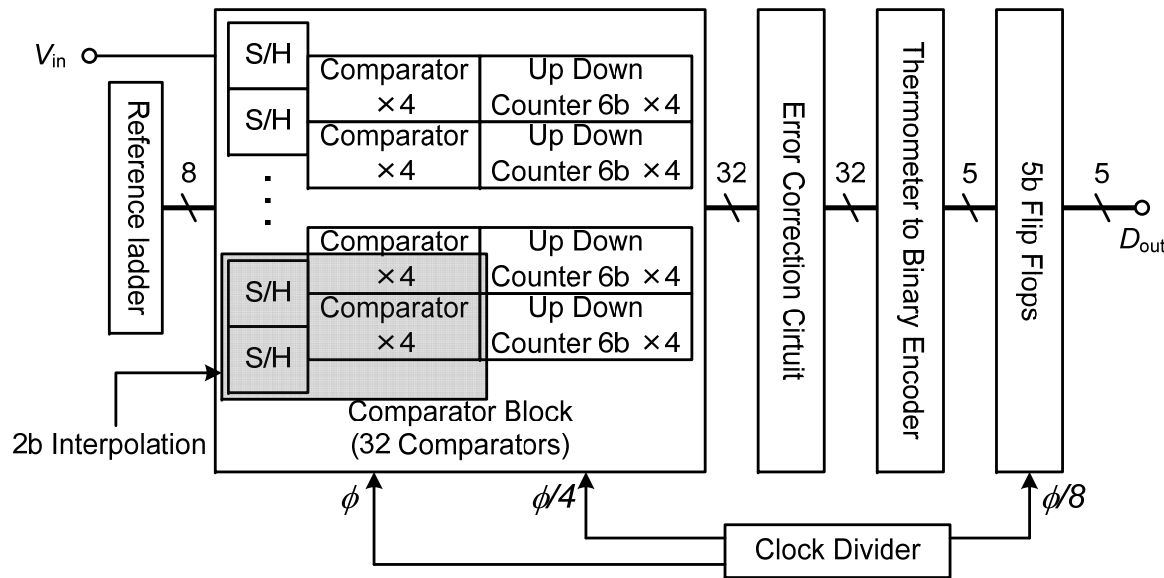 Vin
Reference ladder
8
S/H
S/H
Comparator
×4
Up Down
Counter 6b ×4
Comparator
×4
Up Down
Counter 6b ×4
S/H
S/H
Comparator
×4
Up Down
Counter 6b ×4
Comparator
×4
Up Down
Counter 6b ×4
2b Interpolation
Comparator Block
(32 Comparators)
32
Error Correction Cirtuit
32
Thermometer to Binary Encoder
5
5b Flip Flops
5
Dout
ϕ
ϕ/4
ϕ/8
Clock Divider